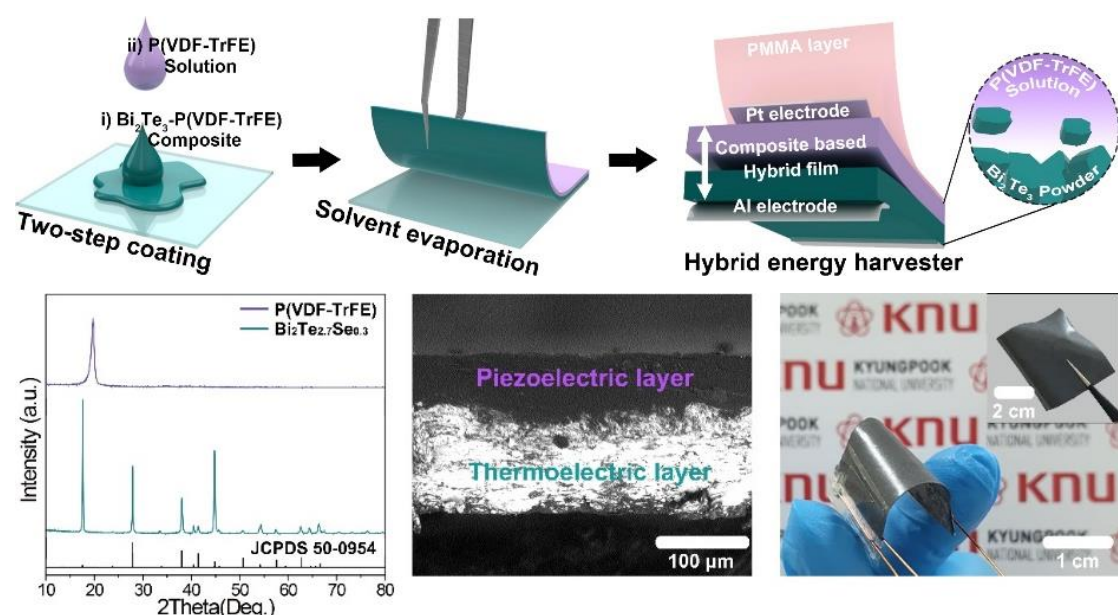 ii) P(VDF-TrFE)
Solution
i) Bi₂Te₃-P(VDF-TrFE)
Composite
Two-step coating
Solvent evaporation
PMMA layer
Pt electrode
Composite based
Hybrid film
Al electrode
Hybrid energy harvester
P(VDF-TrFE)
Solution
Bi₂Te₃ Powder
P(VDF-TrFE)
Bi₂Te₂.₇Se₀.₃
JCPDS 50-0954
Intensity (a.u.)
10 20 30 40 50 60 70 80
2Theta(Deg.)
Piezoelectric layer
Thermoelectric layer
100 μm
KNU
KYUNGPOOK
NATIONAL UNIVERSITY
2 cm
1 cm